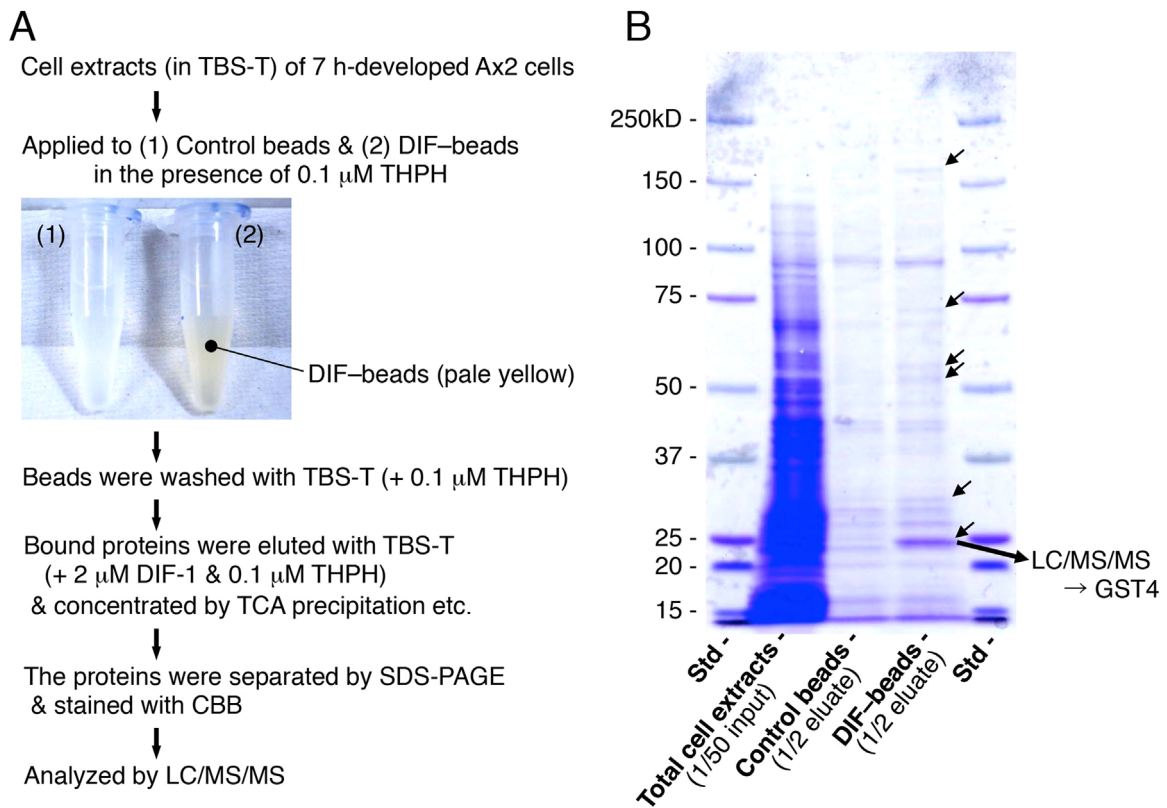 A
Cell extracts (in TBS-T) of 7 h-developed Ax2 cells
Applied to (1) Control beads & (2) DIF–beads
in the presence of 0.1 μM THPH
(1)
(2)
DIF–beads (pale yellow)
Beads were washed with TBS-T (+ 0.1 μM THPH)
Bound proteins were eluted with TBS-T
(+ 2 μM DIF-1 & 0.1 μM THPH)
& concentrated by TCA precipitation etc.
The proteins were separated by SDS-PAGE
& stained with CBB
Analyzed by LC/MS/MS
B
250kD -
150 -
100 -
75 -
50 -
37 -
25 -
20 -
15 -
LC/MS/MS
→ GST4
Std -
Total cell extracts -
(1/50 input)
Control beads -
(1/2 eluate)
DIF–beads -
(1/2 eluate)
Std -